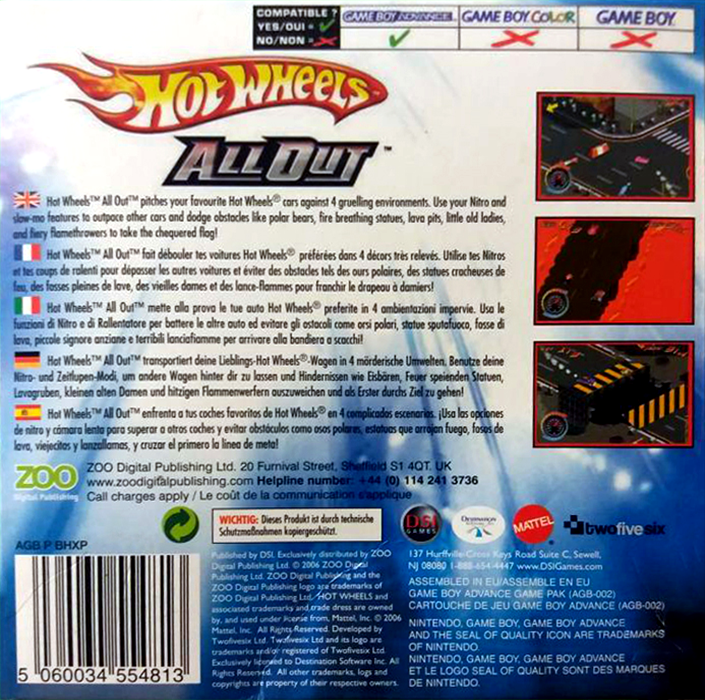 COMPATIBLE ? GAME BOY ADVANCE GAME BOY COLOR GAME BOY
YES/OUI =
NO/NON =
HOT WHEELS
ALL OUT™
Hot Wheels™ All Out™ pitches your favourite Hot Wheels® cars against 4 gruelling environments. Use your Nitro and
slow-mo features to outpace other cars and dodge obstacles like polar bears, fire breathing statues, lava pits, little old ladies,
and fiery flamethrowers to take the chequered flag!
Hot Wheels™ All Out™ fait débouler tes voitures Hot Wheels® préférées dans 4 décors très relevés. Utilise tes Nitros
et tes coups de ralenti pour dépasser les autres voitures et éviter des obstacles tels des ours polaires, des statues cracheuses de
feu, des fosses pleines de lave, des vieilles dames et des lance-flammes pour franchir le drapeau à damiers!
Hot Wheels™ All Out™ mette alla prova le tue auto Hot Wheels® preferite in 4 ambientazioni impervie. Usa le
funzioni di Nitro e di Rallentatore per battere le altre auto ed evitare gli ostacoli come orsi polari, statue sputafuoco, fosse di
lava, piccole signore anziane e terribili lanciafiamme per arrivare alla bandiera a scacchi!
Hot Wheels™ All Out™ transportiert deine Lieblings-Hot Wheels®-Wagen in 4 mörderische Umwelten. Benutze deine
Nitro- und Zeitlupen-Modi, um andere Wagen hinter dir zu lassen und Hindernissen wie Eisbären, Feuer speienden Statuen,
Lavagruben, kleinen alten Damen und hitzigen Flammenwerfern auszuweichen und als Erster durchs Ziel zu gehen!
Hot Wheels™ All Out™ enfrenta a tus coches favoritos de Hot Wheels® en 4 complicados escenarios. ¡Usa las opciones
de nitro y cámara lenta para superar a otros coches y evitar obstáculos como osos polares, estatuas que arrojan fuego, fosos de
lava, viejecitas y lanzallamas, y cruzar el primero la línea de meta!
ZOO
Digital Publishing
ZOO Digital Publishing Ltd. 20 Furnival Street, Sheffield S1 4QT. UK
www.zoodigitalpublishing.com Helpline number: +44 (0) 114 241 3736
Call charges apply / Le coût de la communication s'applique
WICHTIG: Dieses Produkt ist durch technische
Schutzmaßnahmen kopiergeschützt.
DSI
GAMES
DESTINATION
MATTEL
twofivesix
AGB P BHXP
5 060034 554813
Published by DSI. Exclusively distributed by ZOO
Digital Publishing Ltd. © 2006 ZOO Digital
Publishing Ltd. ZOO Digital Publishing and the
ZOO Digital Publishing logo are trademarks of
ZOO Digital Publishing Ltd. HOT WHEELS and
associated trademarks and trade dress are owned
by, and used under license from, Mattel, Inc. © 2006
Mattel, Inc. All Rights Reserved. Developed by
Twofivesix Ltd. Twofivesix Ltd and its logo are
trademarks and/or registered of Twofivesix Ltd.
Exclusively licensed to Destination Software Inc. All
Rights Reserved. All other trademarks, logos and
copyrights are property of their respective owners.
137 Hurffville-Cross Keys Road Suite C, Sewell,
NJ 08080 1-888-654-4447 www.DSIGames.com
ASSEMBLED IN EU/ASSEMBLE EN EU
GAME BOY ADVANCE GAME PAK (AGB-002)
CARTOUCHE DE JEU GAME BOY ADVANCE (AGB-002)
NINTENDO, GAME BOY, GAME BOY ADVANCE
AND THE SEAL OF QUALITY ICON ARE TRADEMARKS
OF NINTENDO.
NINTENDO, GAME BOY, GAME BOY ADVANCE
ET LE LOGO SEAL OF QUALITY SONT DES MARQUES
DE NINTENDO.